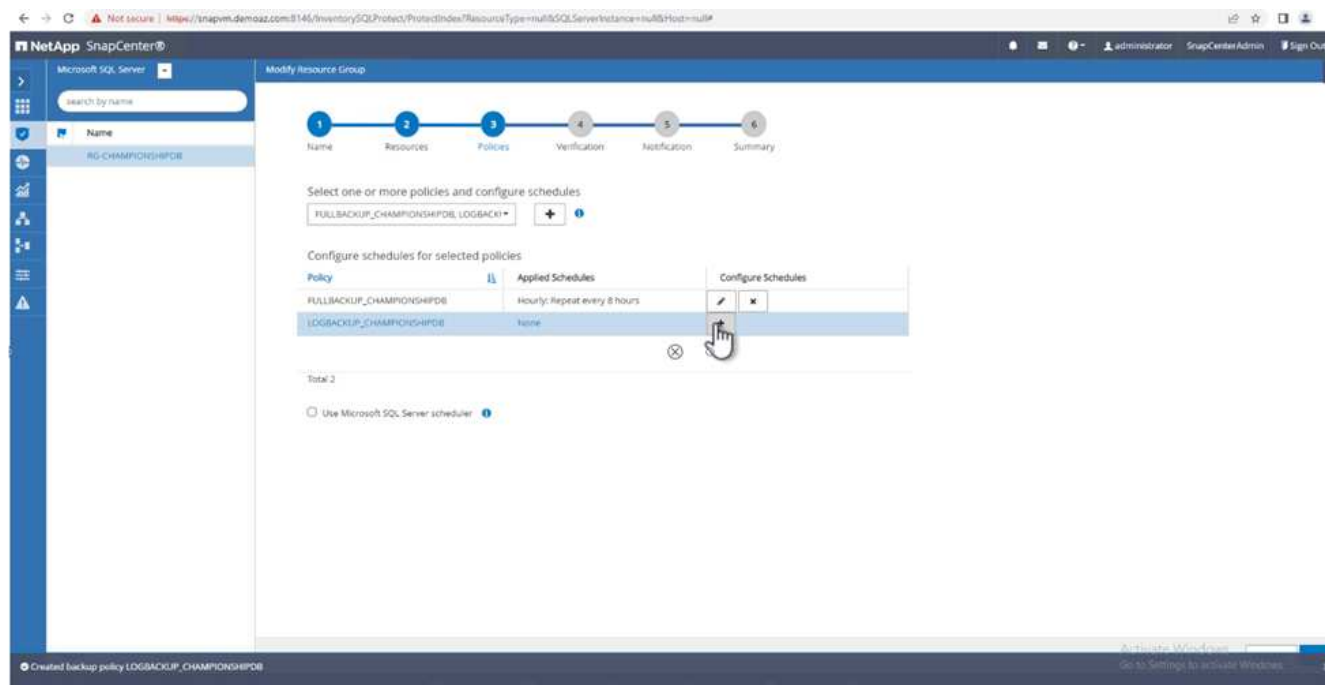 Not secure | https://snapvm.demoaz.com:8146/InventorySQLProtect/ProtectIndex?ResourceType=null&SQLServerInstance=null&Host=null#
NetApp SnapCenter®
administrator SnapCenterAdmin Sign Out
Microsoft SQL Server
Modify Resource Group
search by name
Name
RG-CHAMPIONSHIPDB
1 2 3 4 5 6
Name Resources Policies Verification Notification Summary
Select one or more policies and configure schedules
FULLBACKUP_CHAMPIONSHIPDB, LOGBACK
Configure schedules for selected policies
Policy Applied Schedules Configure Schedules
FULLBACKUP_CHAMPIONSHIPDB Hourly: Repeat every 8 hours
LOGBACKUP_CHAMPIONSHIPDB None
Total 2
Use Microsoft SQL Server scheduler
Activate Windows
Go to Settings to activate Windows.
Created backup policy LOGBACKUP_CHAMPIONSHIPDB